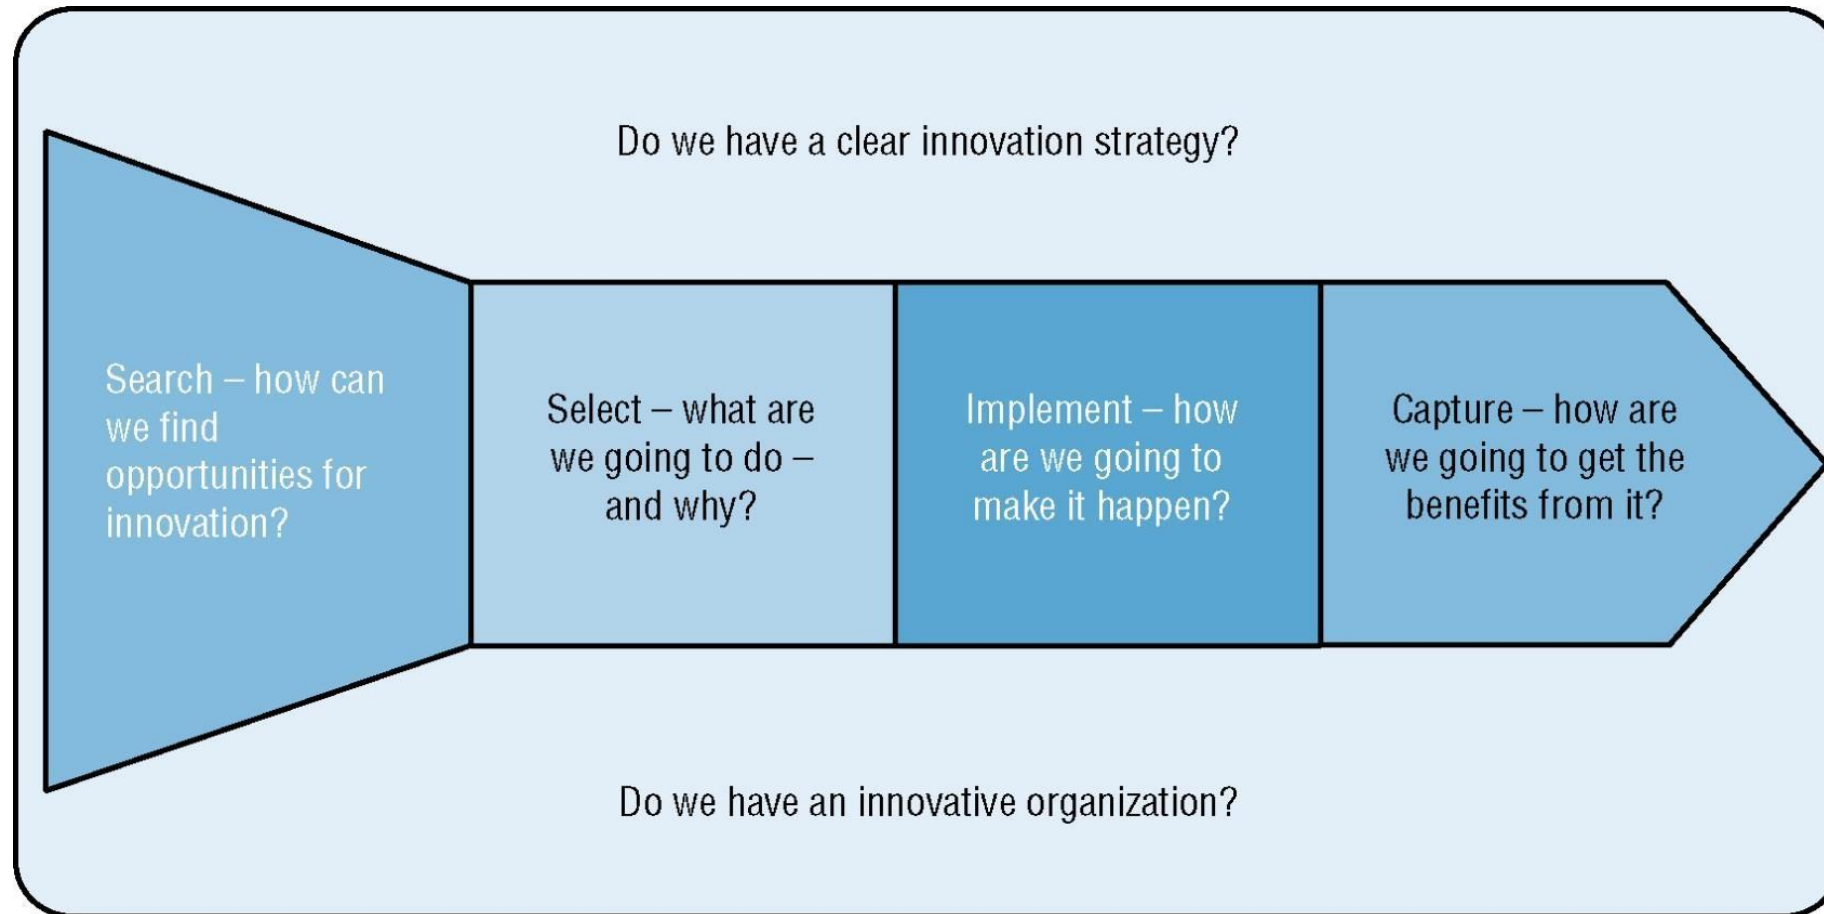 Do we have a clear innovation strategy?
Search – how can
we find
opportunities for
innovation?
Select – what are
we going to do –
and why?
Implement – how
are we going to
make it happen?
Capture – how are
we going to get the
benefits from it?
Do we have an innovative organization?